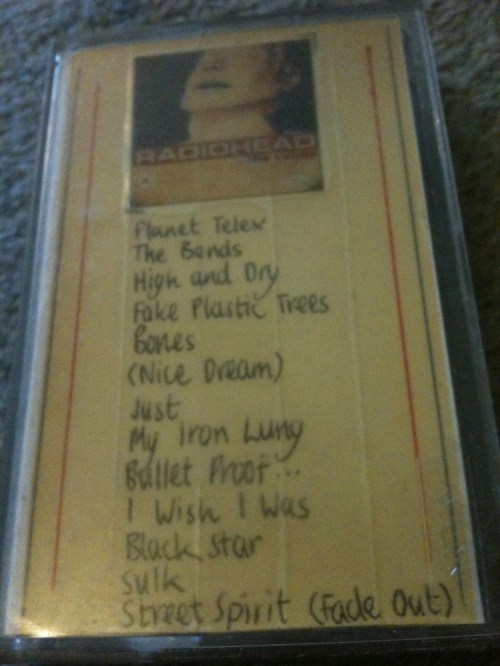 RADIOHEAD
Planet Telex
The Bends
High and Dry
Fake Plastic Trees
Bones
(Nice Dream)
Just
My Iron Lung
Bullet Proof...
I Wish I Was
Black Star
Sulk
Street Spirit (Fade Out)